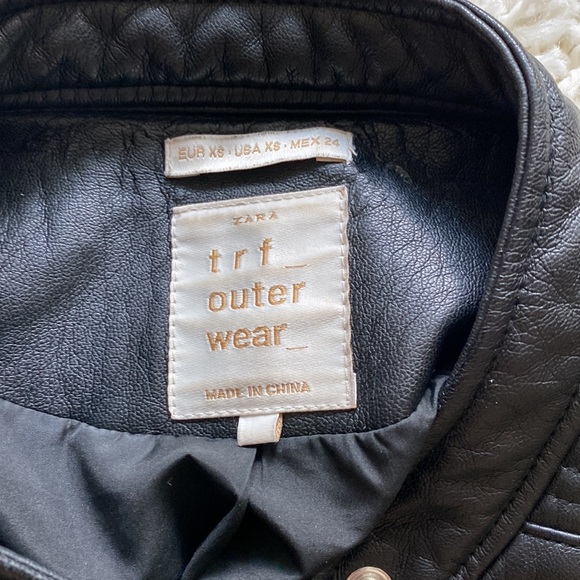 EUR XS · USA XS · MEX 24
ZARA
trf_
outer
wear_
MADE IN CHINA